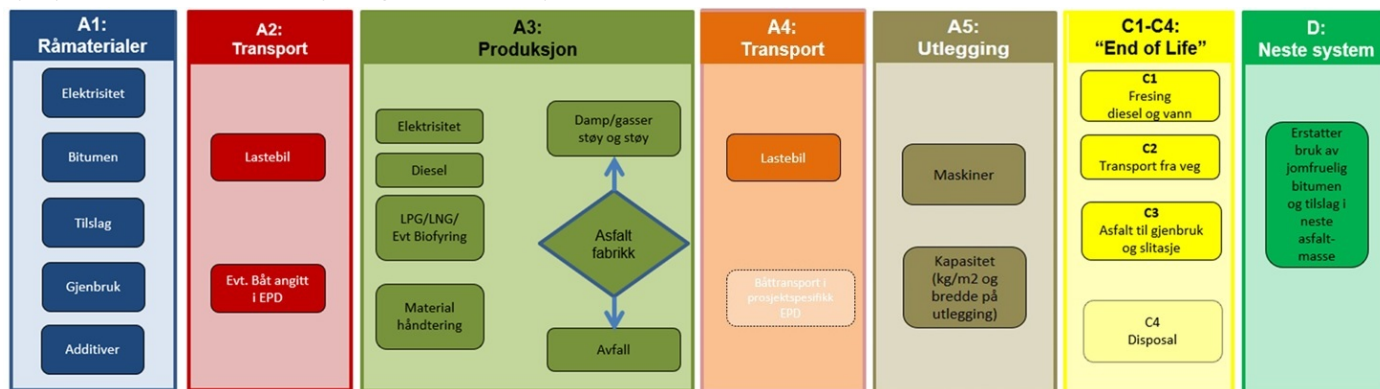 A1:
Råmaterialer
Elektrisitet
Bitumen
Tilslag
Gjenbruk
Additiver
A2:
Transport
Lastebil
Evt. Båt angitt
i EPD
A3:
Produksjon
Elektrisitet
Diesel
LPG/LNG/
Evt Biofyring
Material
håndtering
Damp/gasser
støy og støy
Asfalt
fabrikk
Avfall
A4:
Transport
Lastebil
Båttransport i
prosjektspesifikk
EPD
A5:
Utlegging
Maskiner
Kapasitet
(kg/m2 og
bredde på
utlegging)
C1-C4:
“End of Life”
C1
Fresing
diesel og vann
C2
Transport fra veg
C3
Asfalt til gjenbruk
og slitasje
C4
Disposal
D:
Neste system
Erstatter
bruk av
jomfruelig
bitumen
og tilslag i
neste
asfalt-
masse